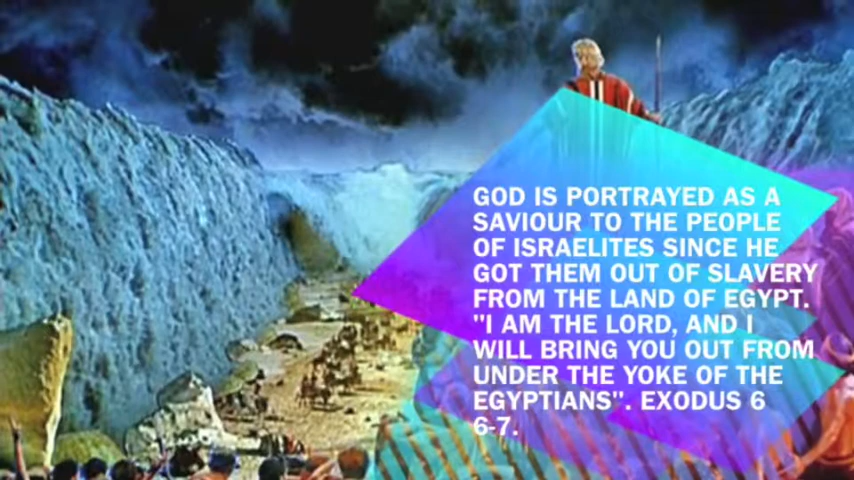 GOD IS PORTRAYED AS A
SAVIOUR TO THE PEOPLE
OF ISRAELITES SINCE HE
GOT THEM OUT OF SLAVERY
FROM THE LAND OF EGYPT.
"I AM THE LORD, AND I
WILL BRING YOU OUT FROM
UNDER THE YOKE OF THE
EGYPTIANS". EXODUS 6
6-7.